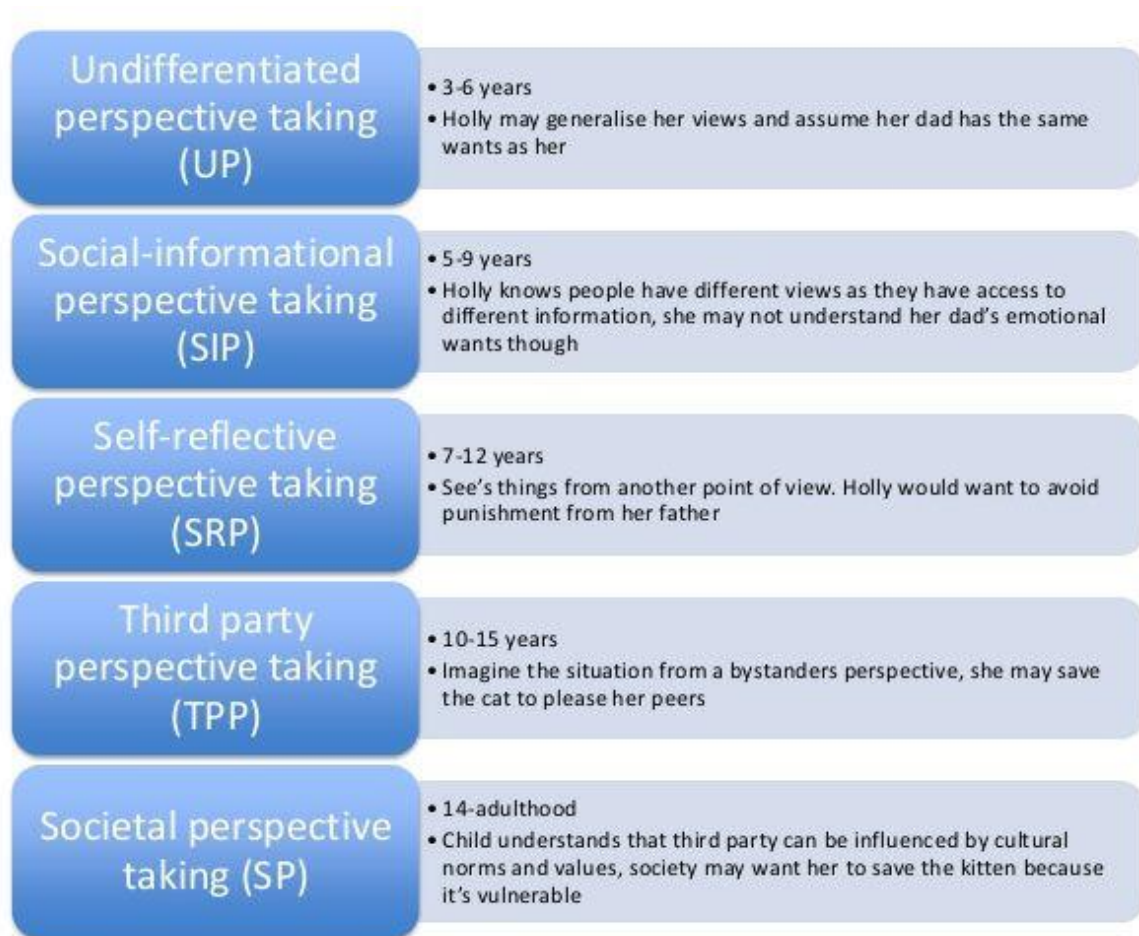 Undifferentiated
perspective taking
(UP)
• 3-6 years
• Holly may generalise her views and assume her dad has the same
wants as her
Social-informational
perspective taking
(SIP)
• 5-9 years
• Holly knows people have different views as they have access to
different information, she may not understand her dad's emotional
wants though
Self-reflective
perspective taking
(SRP)
• 7-12 years
• See's things from another point of view. Holly would want to avoid
punishment from her father
Third party
perspective taking
(TPP)
• 10-15 years
• Imagine the situation from a bystanders perspective, she may save
the cat to please her peers
Societal perspective
taking (SP)
• 14-adulthood
• Child understands that third party can be influenced by cultural
norms and values, society may want her to save the kitten because
it's vulnerable